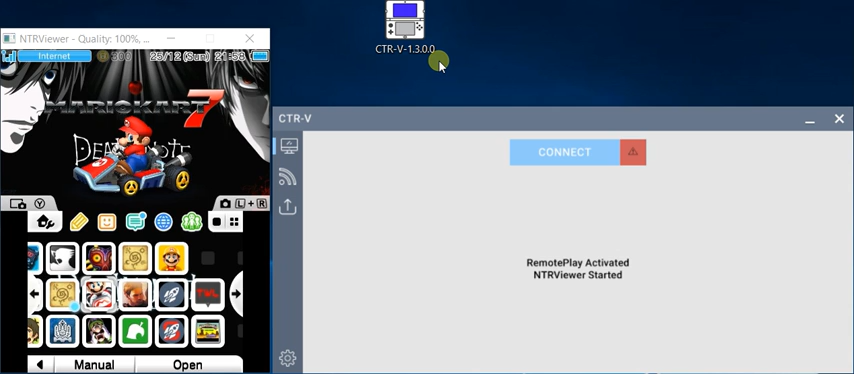 NTRViewer - Quality: 100%, ...
Internet
300
25/12 (Sun) 21:58
MARIOKART
7
DEATH NOTE
Y
L + R
TWL
Manual
Open
CTR-V-1.3.0.0
CTR-V
CONNECT
RemotePlay Activated
NTRViewer Started